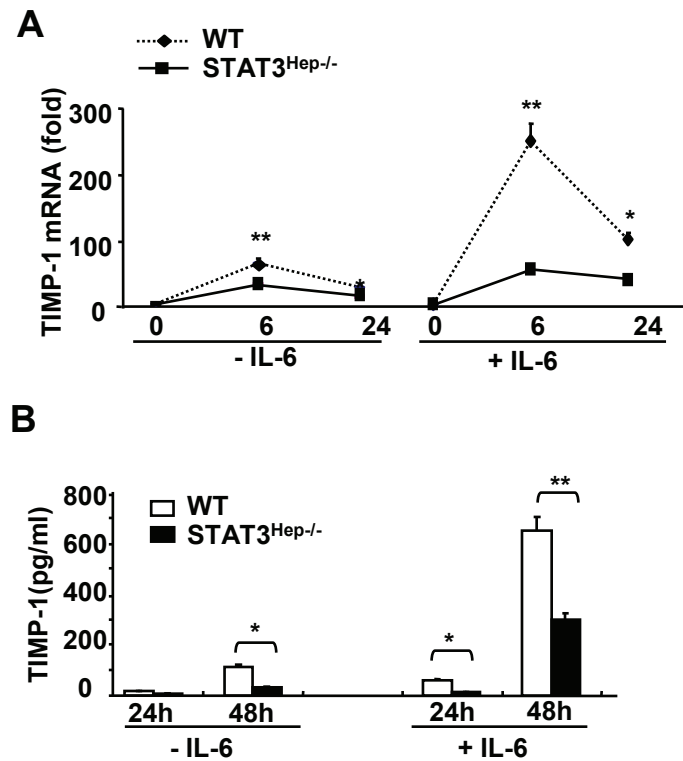 A
WT
STAT3Hep-/-
TIMP-1 mRNA (fold)
300
200
100
0
**
*
**
*
0 6 24 0 6 24
- IL-6 + IL-6
B
WT
STAT3Hep-/-
TIMP-1(pg/ml)
800
600
400
200
0
*
*
**
24h 48h 24h 48h
- IL-6 + IL-6